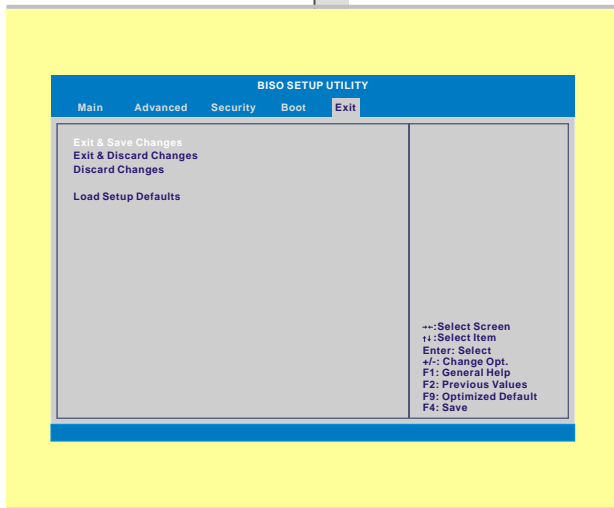 BISO SETUP UTILITY
Main Advanced Security Boot Exit
Exit & Save Changes
Exit & Discard Changes
Discard Changes
Load Setup Defaults
→←:Select Screen
↑↓:Select Item
Enter: Select
+/-: Change Opt.
F1: General Help
F2: Previous Values
F9: Optimized Default
F4: Save